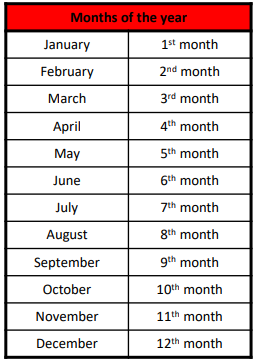 Months of the year
January 1st month
February 2nd month
March 3rd month
April 4th month
May 5th month
June 6th month
July 7th month
August 8th month
September 9th month
October 10th month
November 11th month
December 12th month